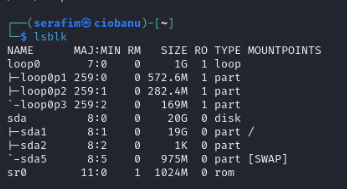 ┌──(serafim㉿ciobanu)-[~]
└─$ lsblk
NAME      MAJ:MIN RM   SIZE RO TYPE MOUNTPOINTS
loop0       7:0    0     1G  1 loop
├─loop0p1 259:0    0 572.6M  1 part
├─loop0p2 259:1    0 282.4M  1 part
`-loop0p3 259:2    0   169M  1 part
sda         8:0    0    20G  0 disk
├─sda1      8:1    0    19G  0 part /
├─sda2      8:2    0     1K  0 part
`-sda5      8:5    0   975M  0 part [SWAP]
sr0        11:0    1  1024M  0 rom